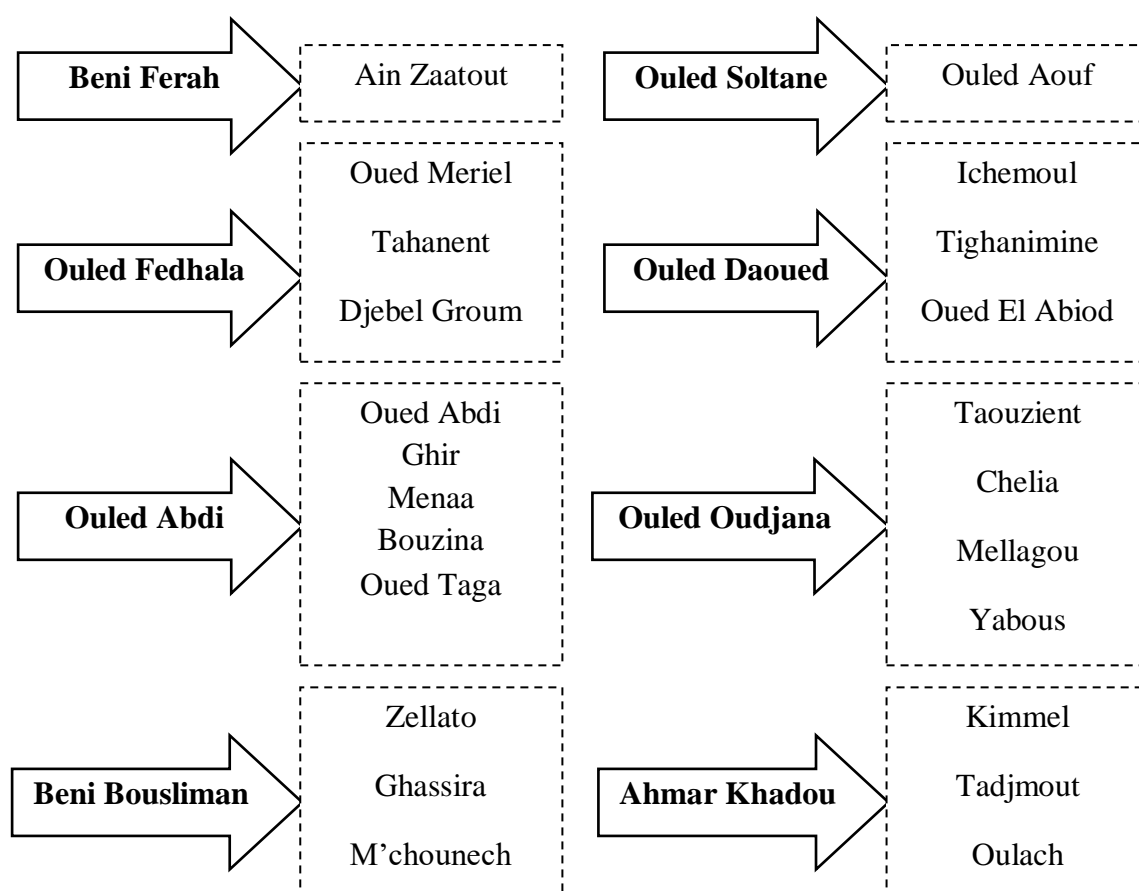 Beni Ferah
Ain Zaatout
Ouled Soltane
Ouled Aouf
Ouled Fedhala
Oued Meriel
Tahanent
Djebel Groum
Ouled Daoued
Ichemoul
Tighanimine
Oued El Abiod
Ouled Abdi
Oued Abdi
Ghir
Menaa
Bouzina
Oued Taga
Ouled Oudjana
Taouzient
Chelia
Mellagou
Yabous
Beni Bousliman
Zellato
Ghassira
M’chounech
Ahmar Khadou
Kimmel
Tadjmout
Oulach